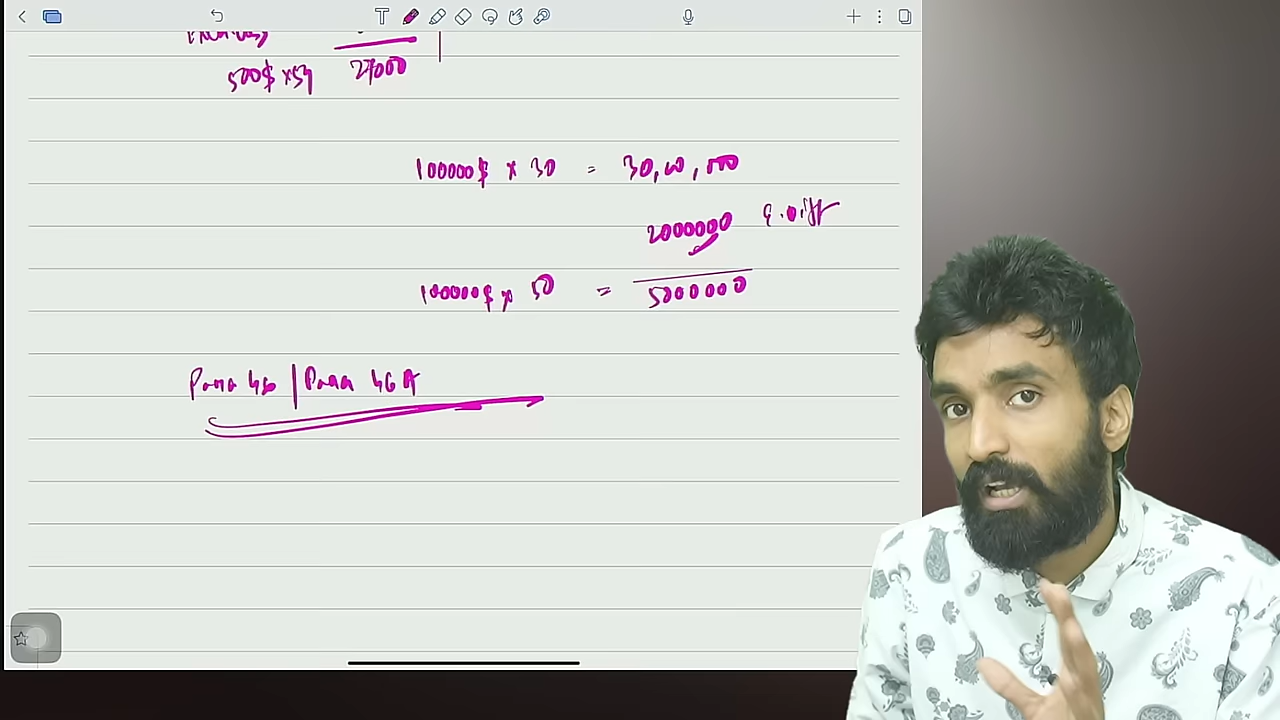 500$ x 54 27000
100000$ x 30 = 30,00,000
2000000 E.Diff
100000$ x 50 = 5000000
Para 46 | Para 46A